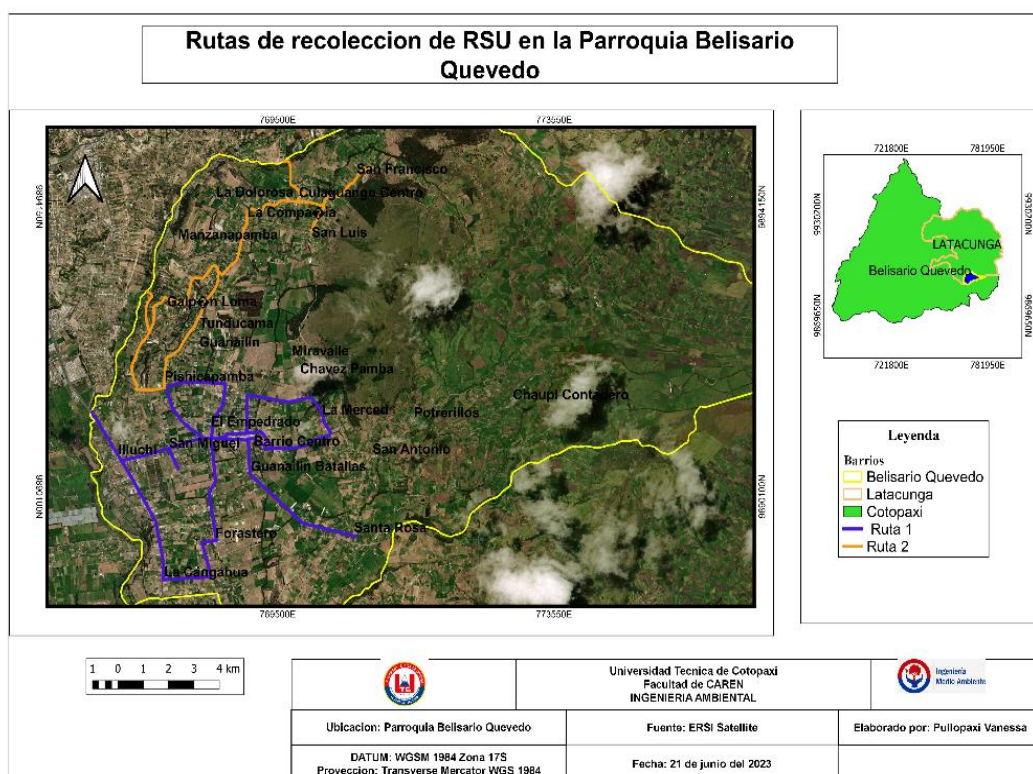 Rutas de recoleccion de RSU en la Parroquia Belisario
Quevedo
769500E
773550E
9894150N
9894150N
San Francisco
La Dolorosa
Culaguango Centro
La Compa�ia
San Luis
Manzanapamba
Galp�n Loma
Tunducama
Guanailin
Miravalle
Chavez Pamba
Pishicapamba
Chaupi Contadero
La Merced
Potrerillos
El Empedrado
Illuchi
San Miguel
Barrio Centro
San Antonio
Guanailin Batallas
9890100N
9890100N
Santa Rosa
Forastero
La Cangahua
769500E
773550E
721800E
781950E
9930200N
9930200N
LATACUNGA
Belisario Quevedo
9869650N
9869650N
721800E
781950E
Leyenda
Barrios
Belisario Quevedo
Latacunga
Cotopaxi
Ruta 1
Ruta 2
1 0 1 2 3 4 km
Universidad Tecnica de Cotopaxi
Facultad de CAREN
INGENIERIA AMBIENTAL
Ingeniería
Medio Ambiente
Ubicacion: Parroquia Belisario Quevedo
Fuente: ERSI Satellite
Elaborado por: Pullopaxi Vanessa
DATUM: WGSM 1984 Zona 17S
Proyeccion: Transverse Mercator WGS 1984
Fecha: 21 de junio del 2023